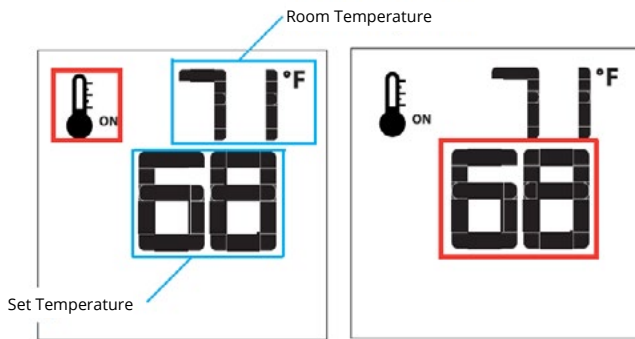 Room Temperature
71 °F
ON
68
Set Temperature
71 °F
ON
68